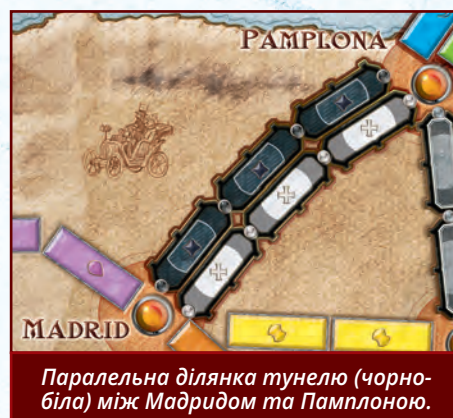 PAMPLONA
MADRID
Паралельна ділянка тунелю (чорно-
біла) між Мадридом та Памплоною.